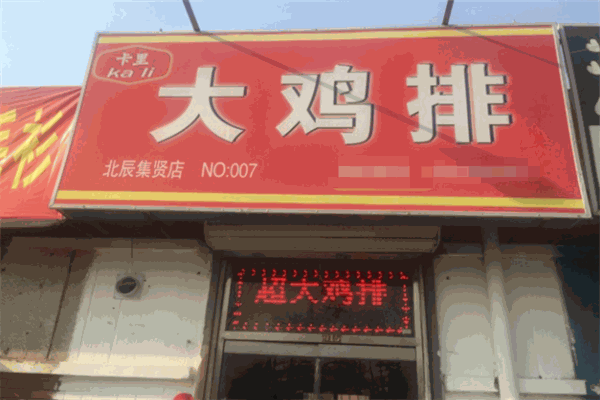 卡里
ka li
大鸡排
北辰集贤店 NO:007
超大鸡排